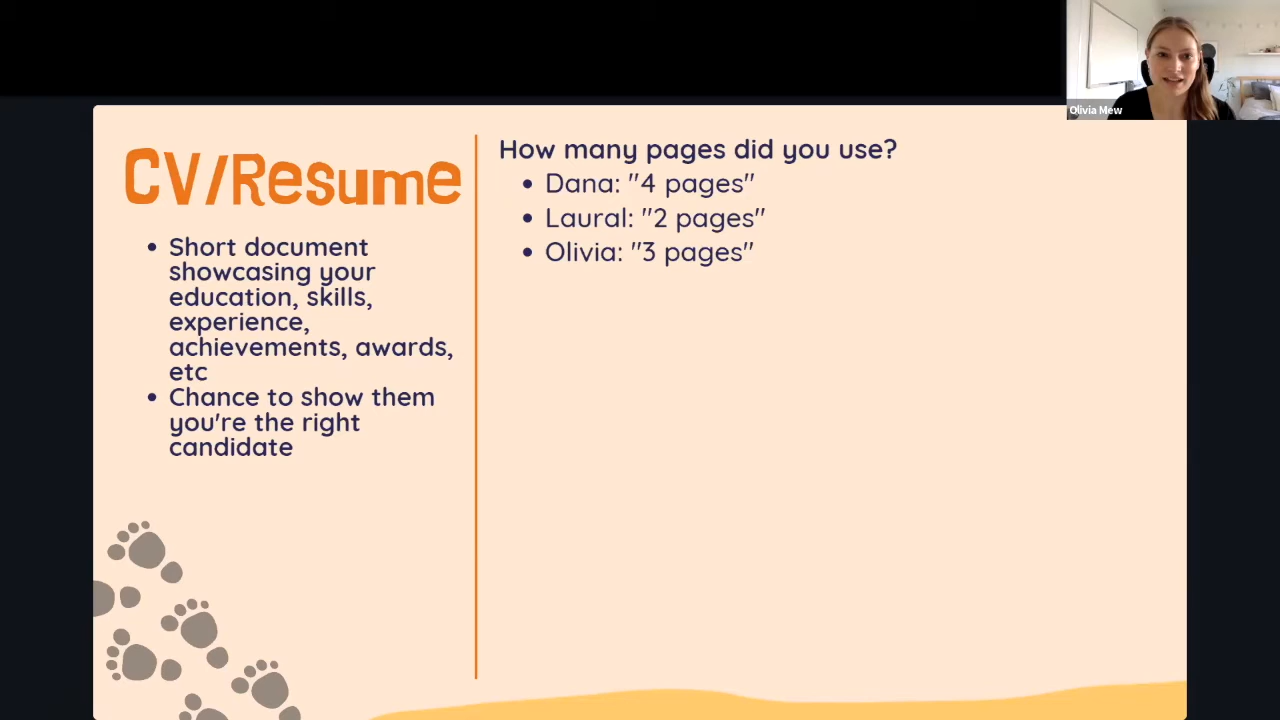 CV/Resume
Short document
showcasing your
education, skills,
experience,
achievements, awards,
etc
Chance to show them
you're the right
candidate
How many pages did you use?
Dana: "4 pages"
Laural: "2 pages"
Olivia: "3 pages"
Olivia Mew